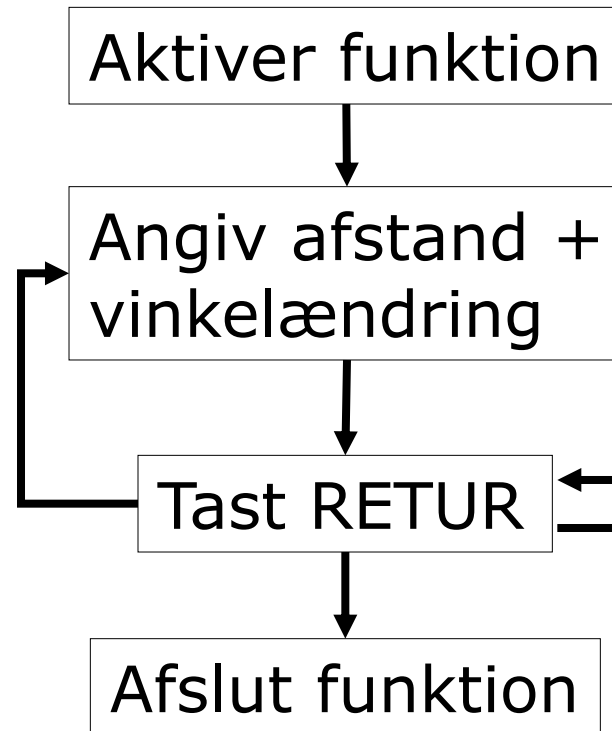 Aktiver funktion
Angiv afstand +
vinkelændring
Tast RETUR
Afslut funktion